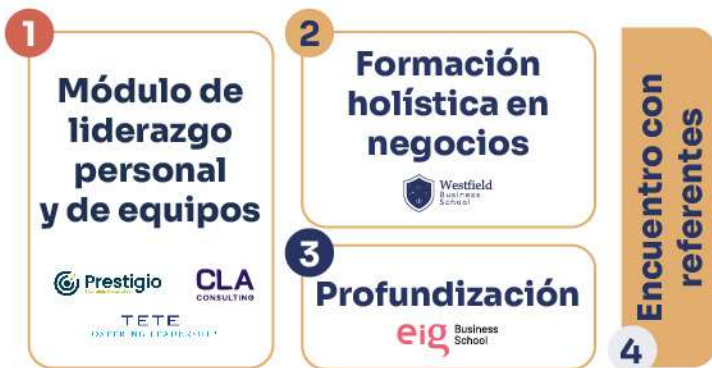 1
Módulo de
liderazgo
personal
y de equipos
Prestigio
CLA
CONSULTING
TETE
2
Formación
holística en
negocios
Westfield
Business
School
3
Profundización
eig Business
School
4
Encuentro con
referentes